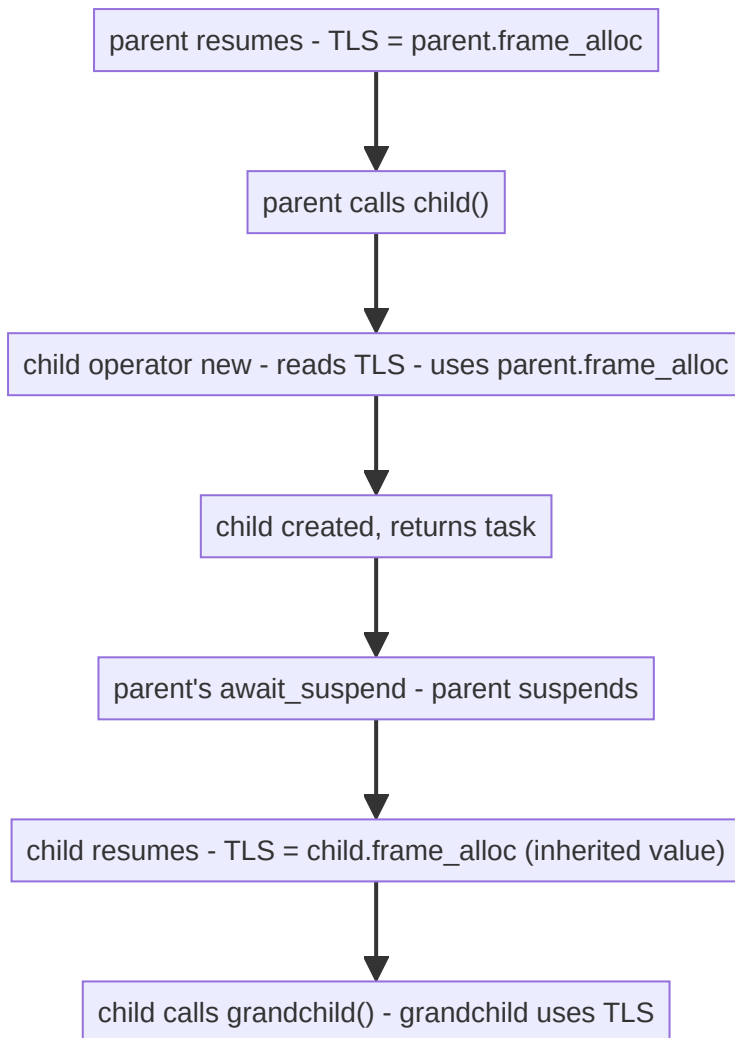 parent resumes - TLS = parent.frame_alloc
parent calls child()
child operator new - reads TLS - uses parent.frame_alloc
child created, returns task
parent's await_suspend - parent suspends
child resumes - TLS = child.frame_alloc (inherited value)
child calls grandchild() - grandchild uses TLS